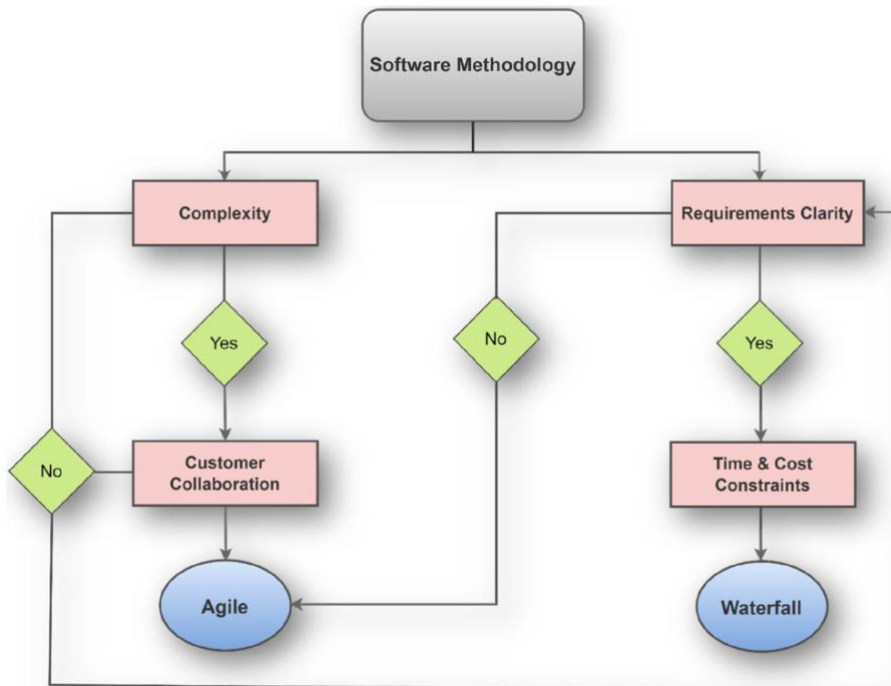 Software Methodology
Complexity
Requirements Clarity
Yes
No
Yes
No
Customer
Collaboration
Time & Cost
Constraints
Agile
Waterfall